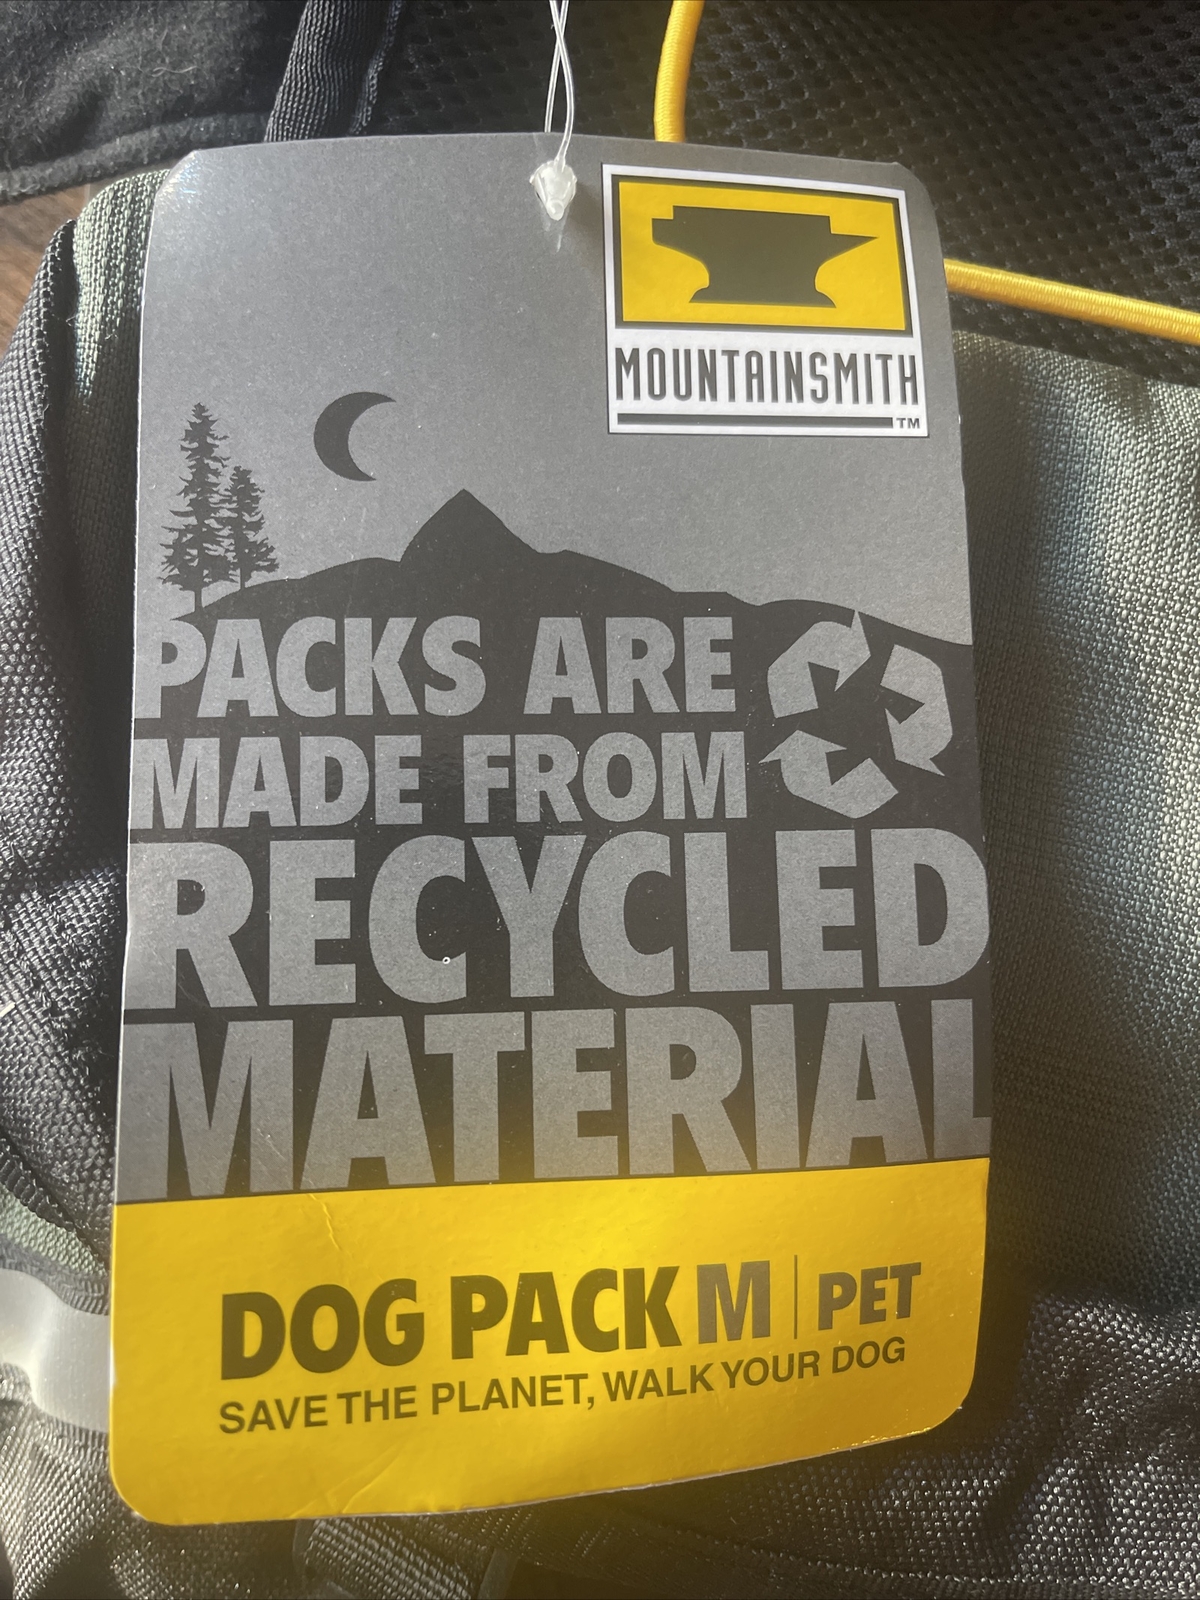 MOUNTAINSMITH
TM
PACKS ARE
MADE FROM
RECYCLED
MATERIAL
DOG PACK M | PET
SAVE THE PLANET, WALK YOUR DOG